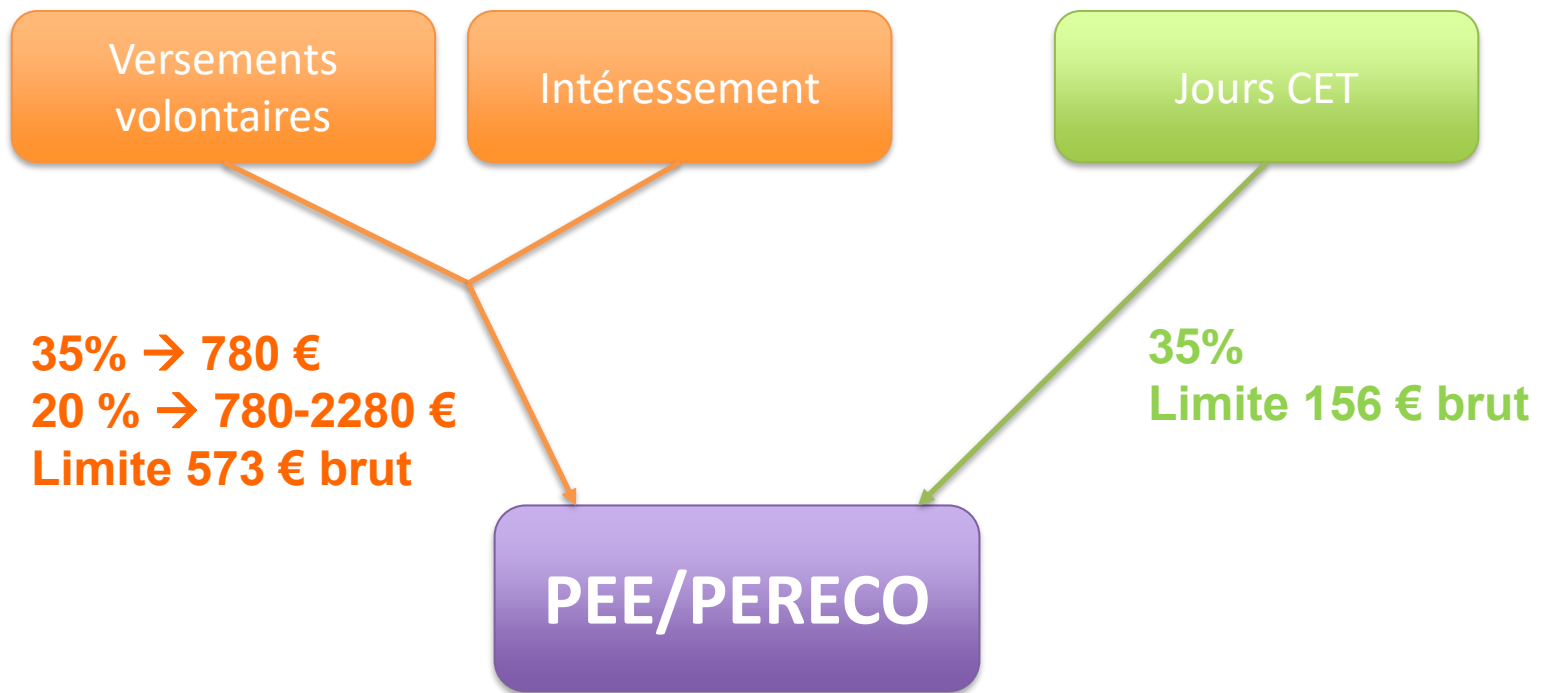 Versements
volontaires
Intéressement
Jours CET
35% → 780 €
20 % → 780-2280 €
Limite 573 € brut
35%
Limite 156 € brut
PEE/PERECO